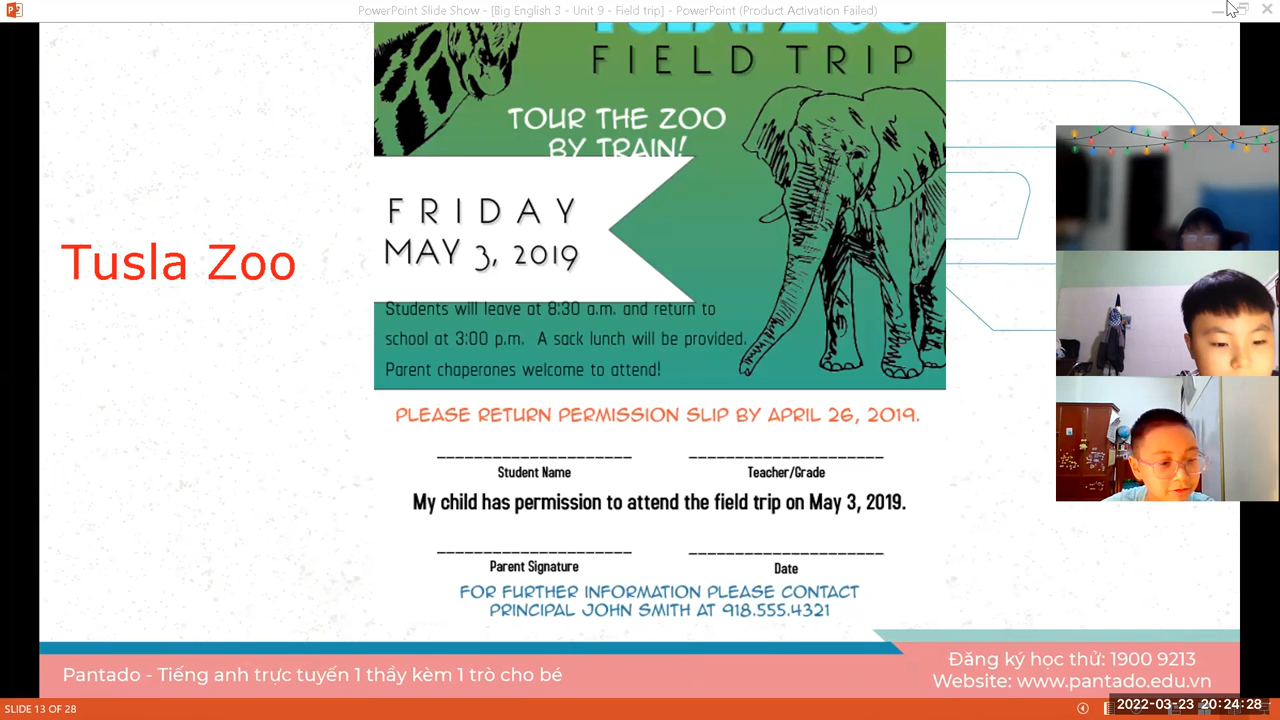 PowerPoint Slide Show - [Big English 3 - Unit 9 - Field trip] - PowerPoint (Product Activation Failed)
FIELD TRIP
TOUR THE ZOO
BY TRAIN!
FRIDAY
MAY 3, 2019
Tusla Zoo
Students will leave at 8:30 a.m. and return to
school at 3:00 p.m. A sack lunch will be provided.
Parent chaperones welcome to attend!
PLEASE RETURN PERMISSION SLIP BY APRIL 26, 2019.
Student Name
Teacher/Grade
My child has permission to attend the field trip on May 3, 2019.
Parent Signature
Date
FOR FURTHER INFORMATION PLEASE CONTACT
PRINCIPAL JOHN SMITH AT 918.555.4321
Pantado - Tiếng anh trực tuyến 1 thầy kèm 1 trò cho bé
Đăng ký học thử: 1900 9213
Website: www.pantado.edu.vn
SLIDE 13 OF 28
2022-03-23 20:24:28